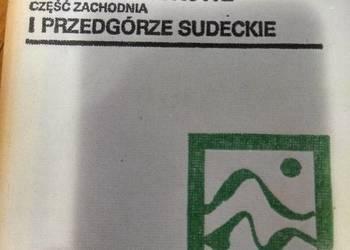 CZĘŚĆ ZACHODNIA
I PRZEDGÓRZE SUDECKIE